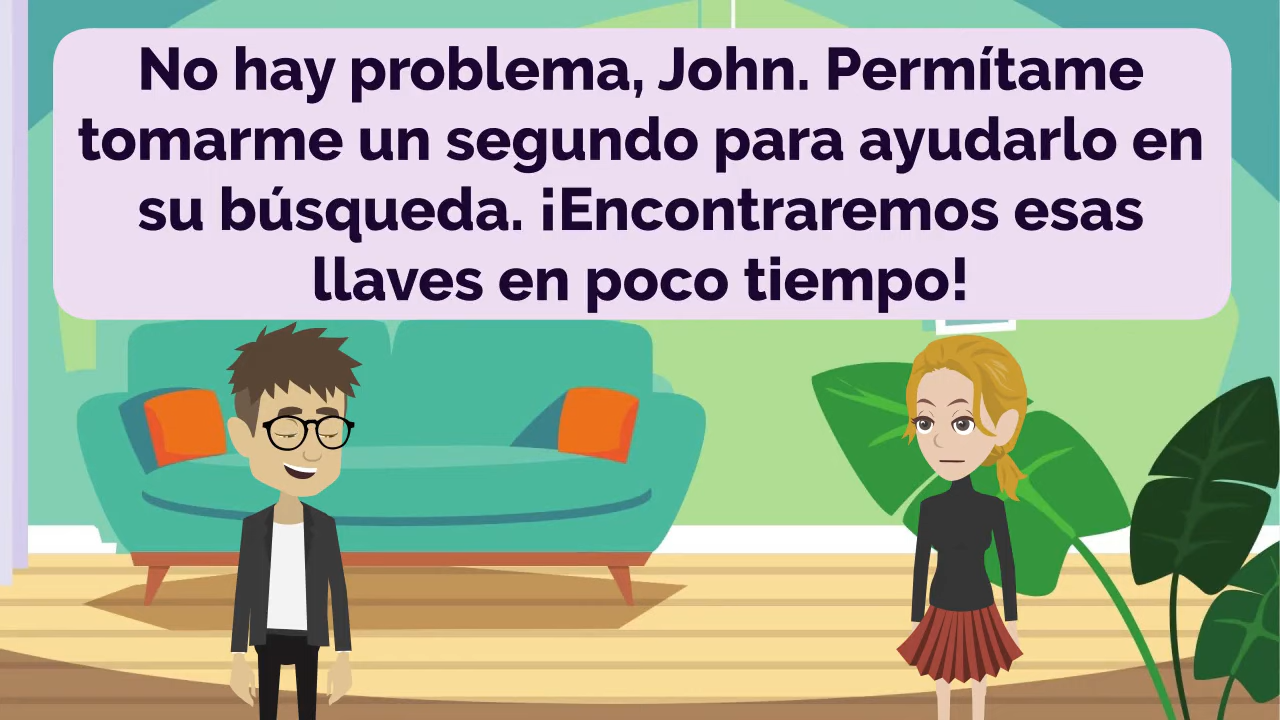 No hay problema, John. Permítame
tomarme un segundo para ayudarlo en
su búsqueda. ¡Encontraremos esas
llaves en poco tiempo!